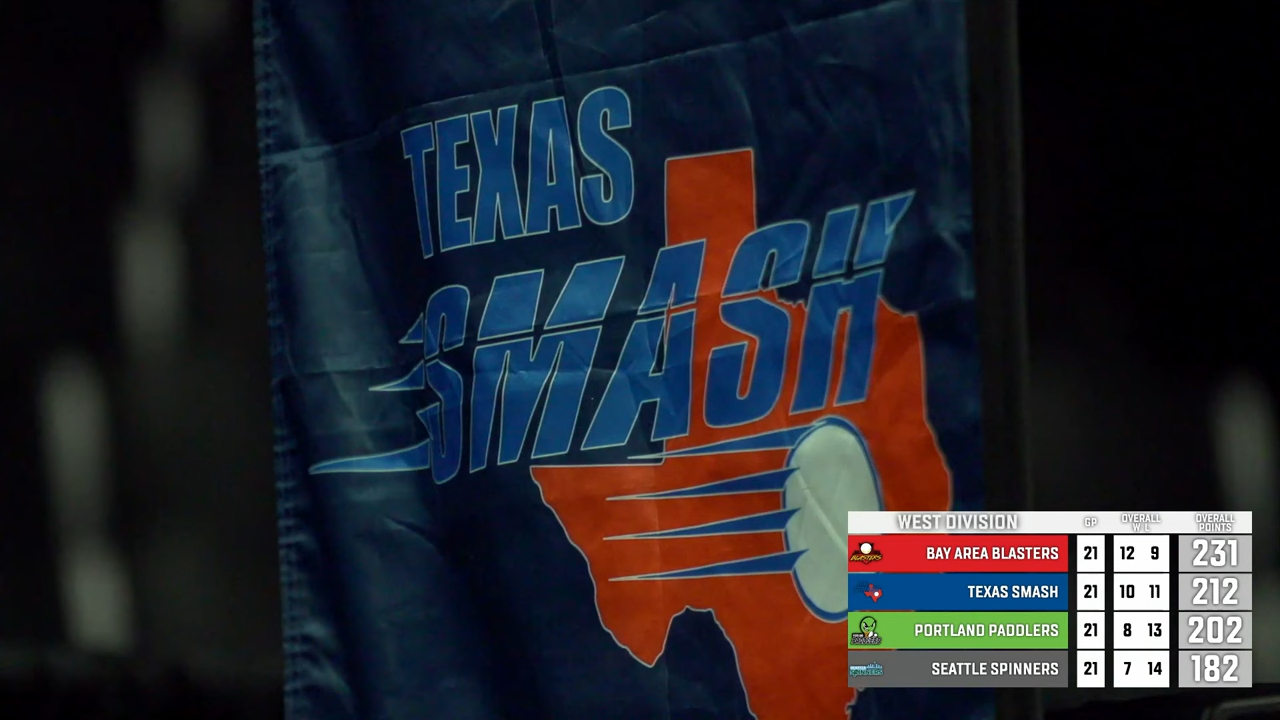 TEXAS
SMASH
WEST DIVISION GP OVERALL W L OVERALL POINTS
BAY AREA BLASTERS 21 12 9 231
TEXAS SMASH 21 10 11 212
PORTLAND PADDLERS 21 8 13 202
SEATTLE SPINNERS 21 7 14 182